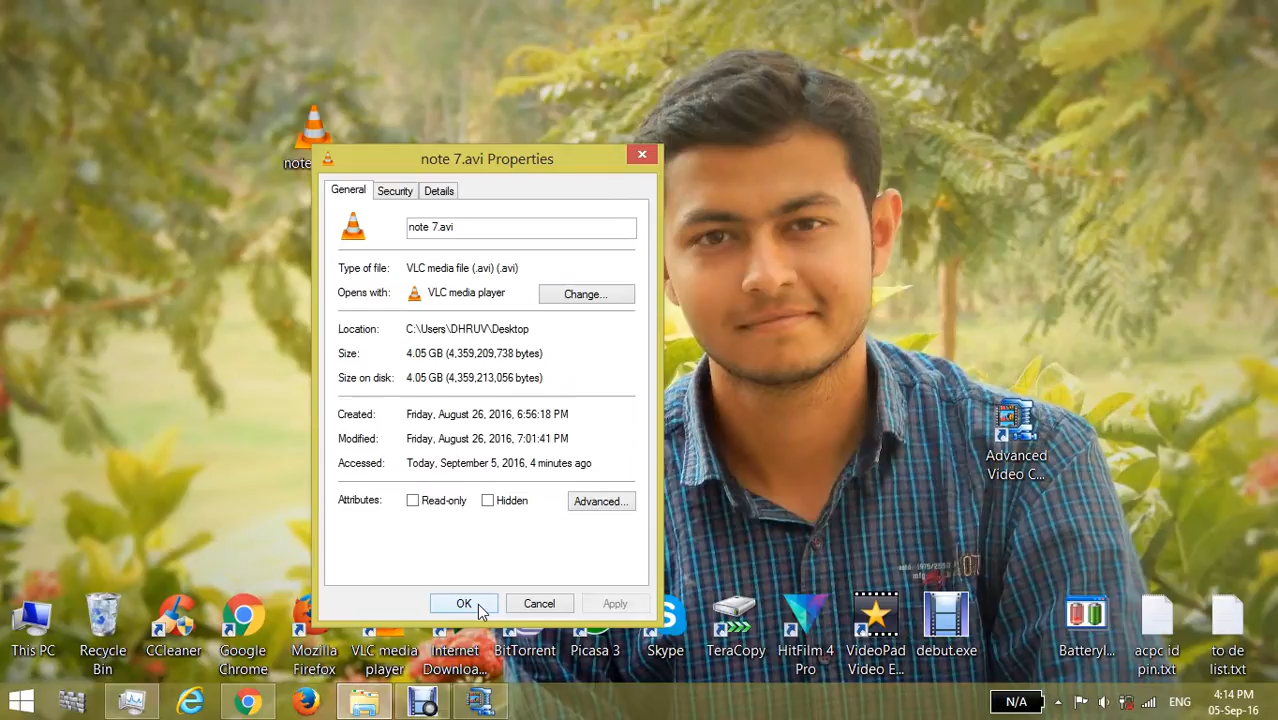 note
note 7.avi Properties
General
Security
Details
note 7.avi
Type of file:
VLC media file (.avi) (.avi)
Opens with:
VLC media player
Change...
Location:
C:\Users\DHRUV\Desktop
Size:
4.05 GB (4,359,209,738 bytes)
Size on disk:
4.05 GB (4,359,213,056 bytes)
Created:
Friday, August 26, 2016, 6:56:18 PM
Modified:
Friday, August 26, 2016, 7:01:41 PM
Accessed:
Today, September 5, 2016, 4 minutes ago
Attributes:
Read-only
Hidden
Advanced...
OK
Cancel
Apply
Advanced
Video C...
This PC
Recycle
Bin
CCleaner
Google
Chrome
Mozilla
Firefox
VLC media
player
Internet
Downloa...
BitTorrent
Picasa 3
Skype
TeraCopy
HitFilm 4
Pro
VideoPad
Video E...
debut.exe
Batteryl...
acpc id
pin.txt
to de
list.txt
N/A
ENG
4:14 PM
05-Sep-16